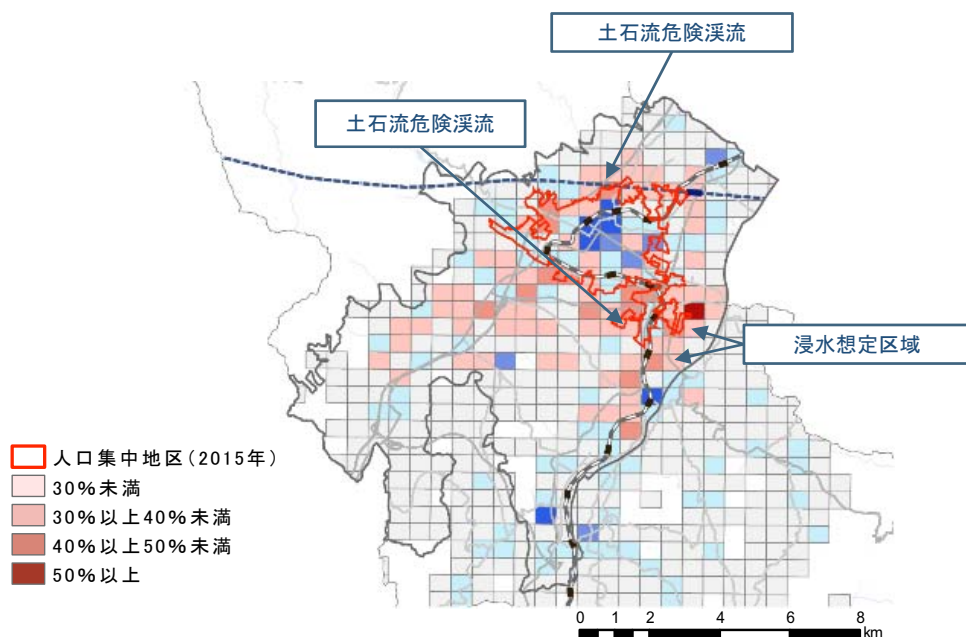 土石流危険渓流
土石流危険渓流
浸水想定区域
人口集中地区(2015年)
30%未満
30%以上40%未満
40%以上50%未満
50%以上
0 1 2 4 6 8
km